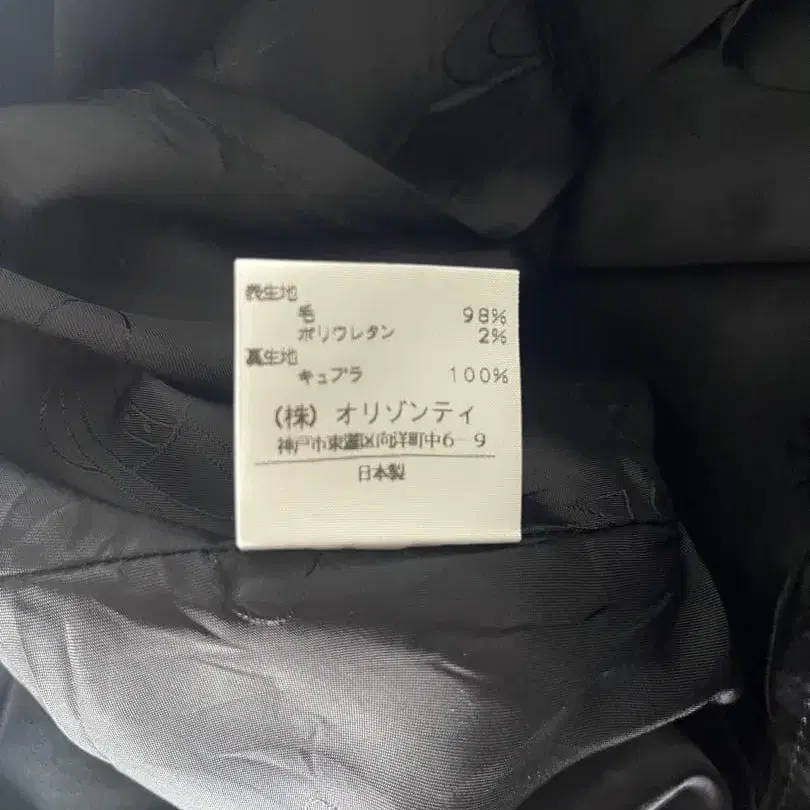 表生地
毛 98%
ポリウレタン 2%
裏生地
キュプラ 100%
(株) オリゾンティ
神戸市東灘区向洋町中6-9
日本製